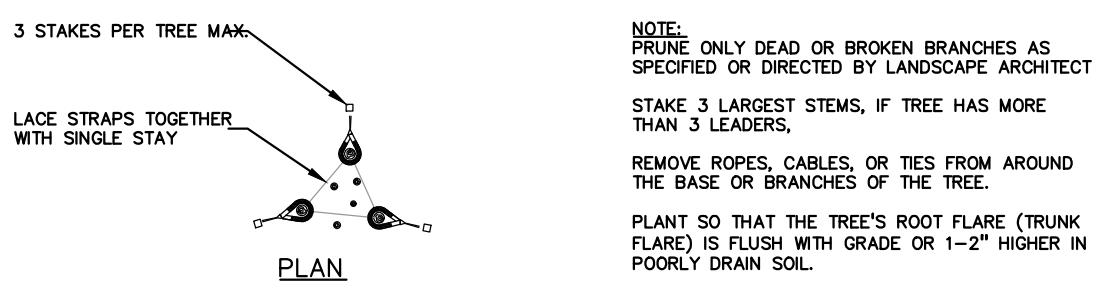 3 STAKES PER TREE MAX.
LACE STRAPS TOGETHER
WITH SINGLE STAY
PLAN
NOTE:
PRUNE ONLY DEAD OR BROKEN BRANCHES AS
SPECIFIED OR DIRECTED BY LANDSCAPE ARCHITECT
STAKE 3 LARGEST STEMS, IF TREE HAS MORE
THAN 3 LEADERS,
REMOVE ROPES, CABLES, OR TIES FROM AROUND
THE BASE OR BRANCHES OF THE TREE.
PLANT SO THAT THE TREE'S ROOT FLARE (TRUNK
FLARE) IS FLUSH WITH GRADE OR 1-2" HIGHER IN
POORLY DRAIN SOIL.